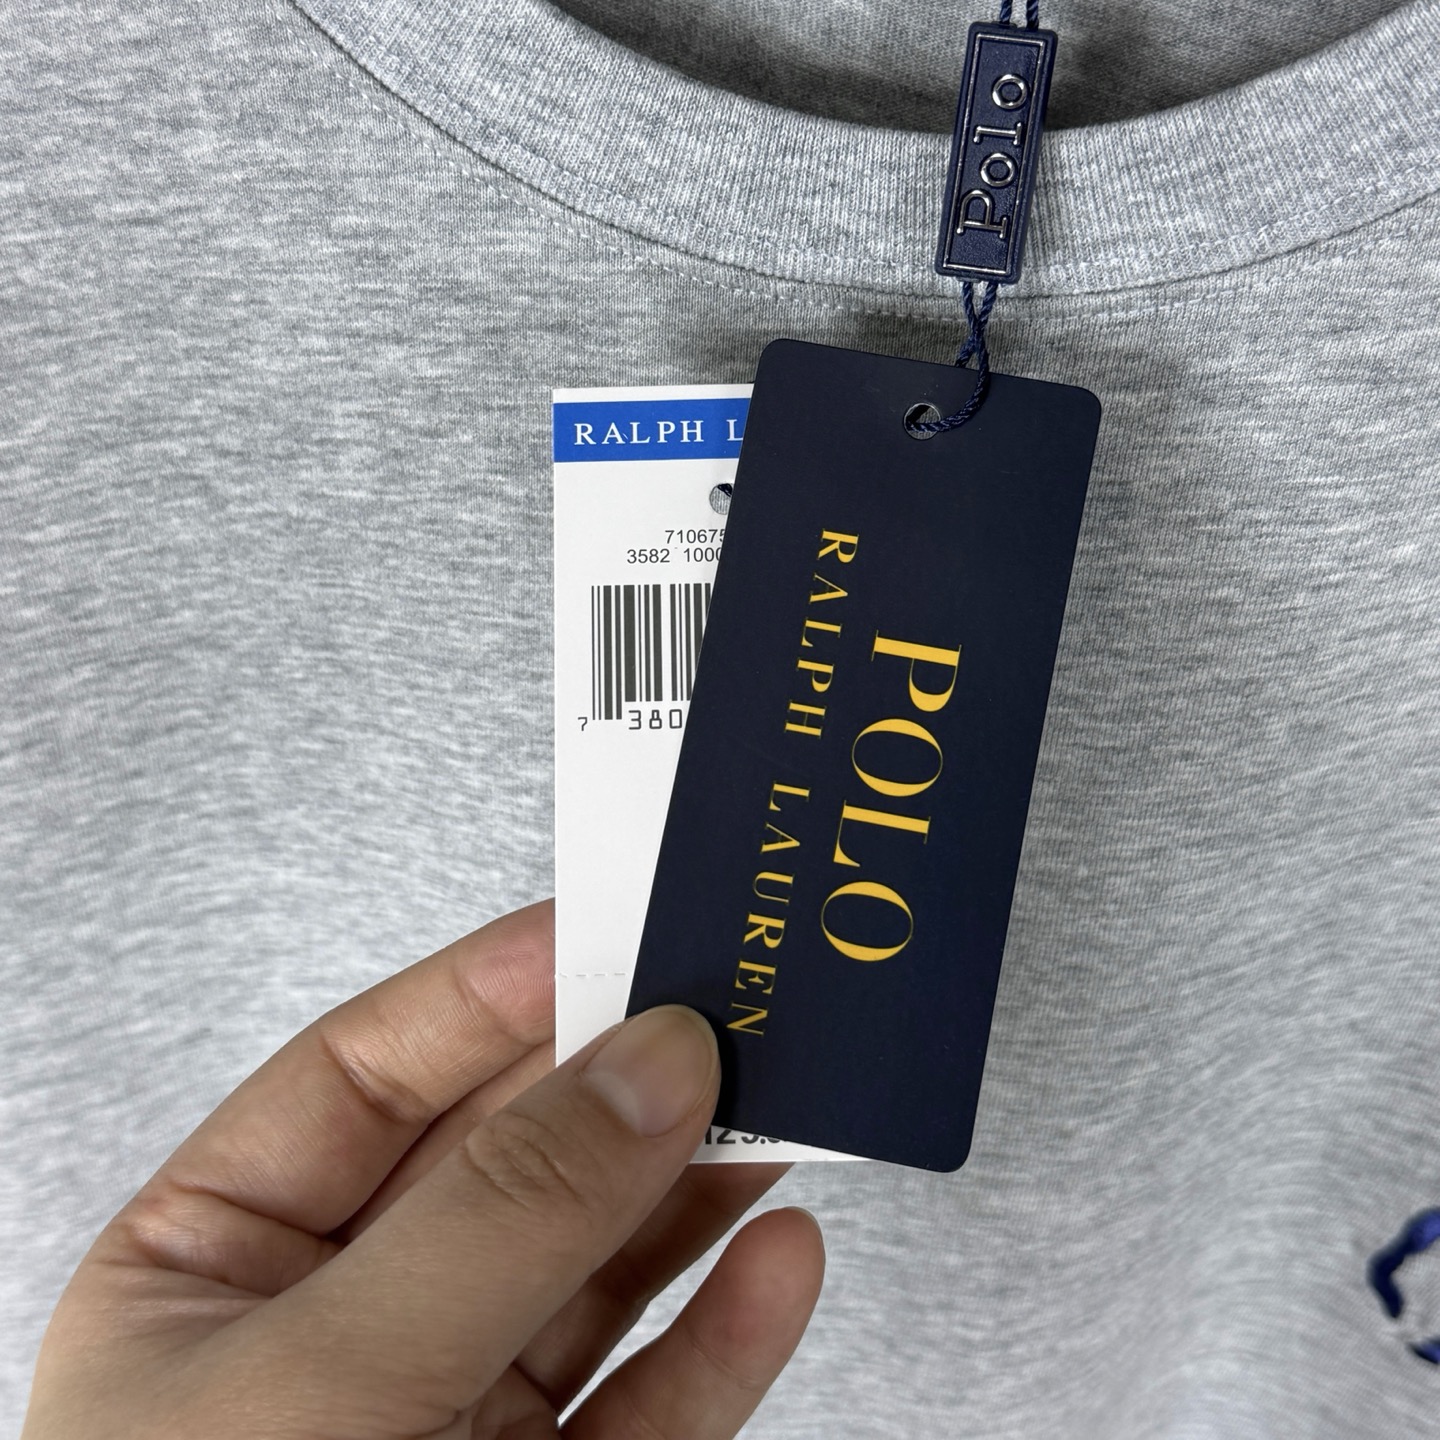 Polo
RALPH L
710675
3582 1000
7 380
POLO
RALPH LAUREN